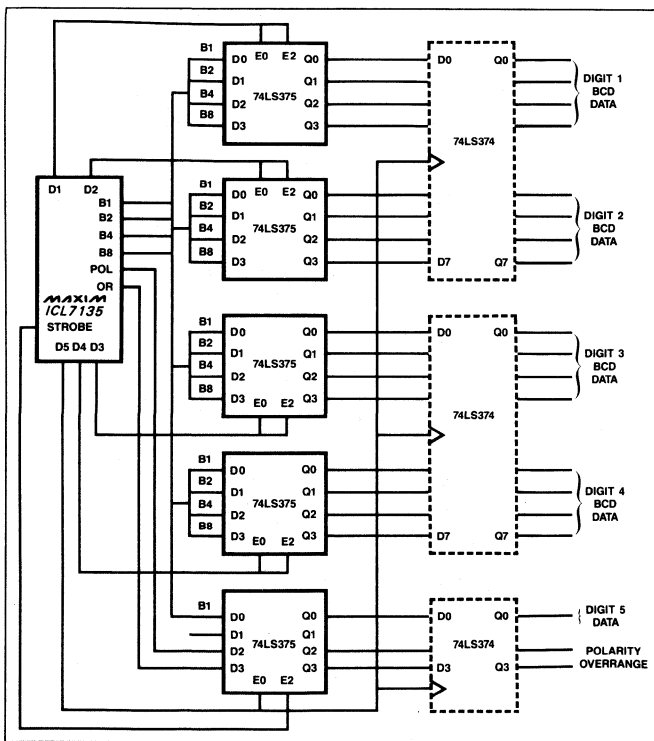 B1 E0 E2
D0 Q0 D0 Q0
B2
D1 Q1
B4 74LS375
D2 Q2
B8
D3 Q3
DIGIT 1
BCD
DATA
74LS374
D1 D2
B1
B2
B4
B8
POL
OR
MAXIM
ICL7135
STROBE
D5 D4 D3
B1 E0 E2
D0 Q0
B2
D1 Q1
B4 74LS375
D2 Q2
B8
D3 Q3 D7 Q7
DIGIT 2
BCD
DATA
B1
D0 Q0 D0 Q0
B2
D1 Q1
B4 74LS375
D2 Q2
B8
D3 Q3
E0 E2
DIGIT 3
BCD
DATA
74LS374
B1
D0 Q0
B2
D1 Q1
B4 74LS375
D2 Q2
B8
D3 Q3 D7 Q7
E0 E2
DIGIT 4
BCD
DATA
B1
D0 Q0 D0 Q0
D1 Q1
74LS375 74LS374
D2 Q2
D3 Q3 D3 Q3
E0 E2
DIGIT 5
DATA
POLARITY
OVERRANGE